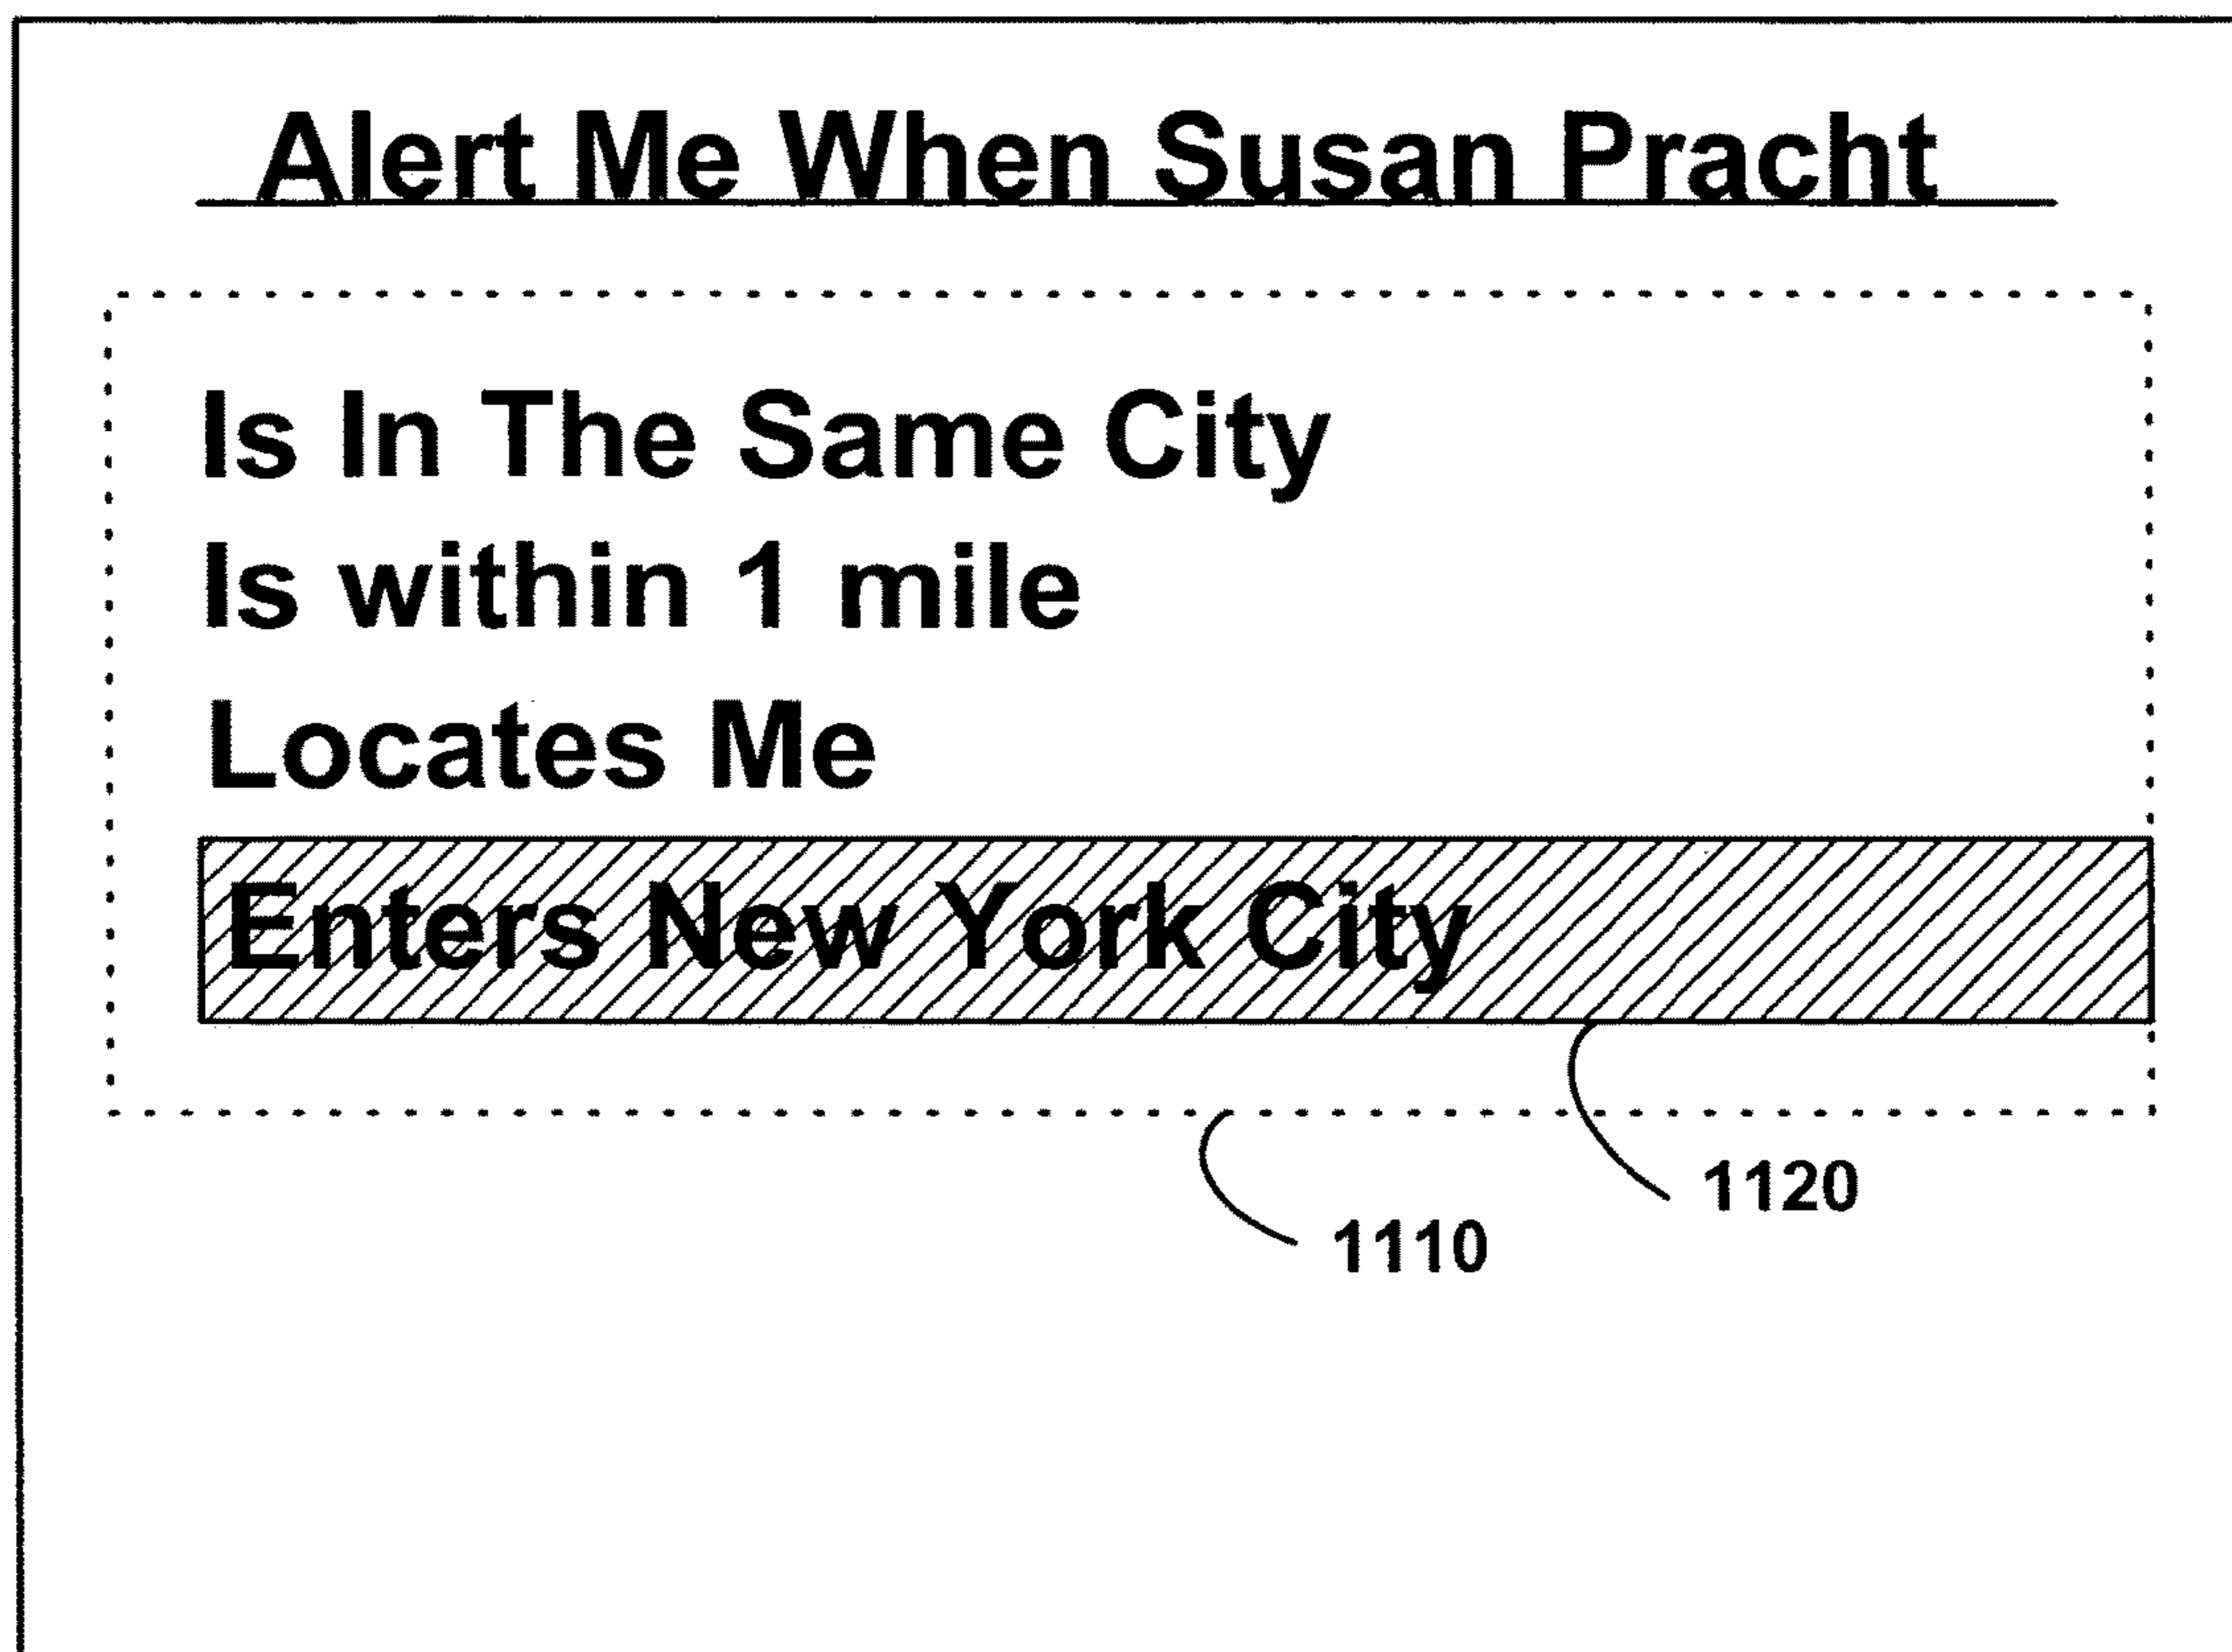 Alert Me When Susan Pracht
Is In The Same City
Is within 1 mile
Locates Me
Enters New York City
1120
1110